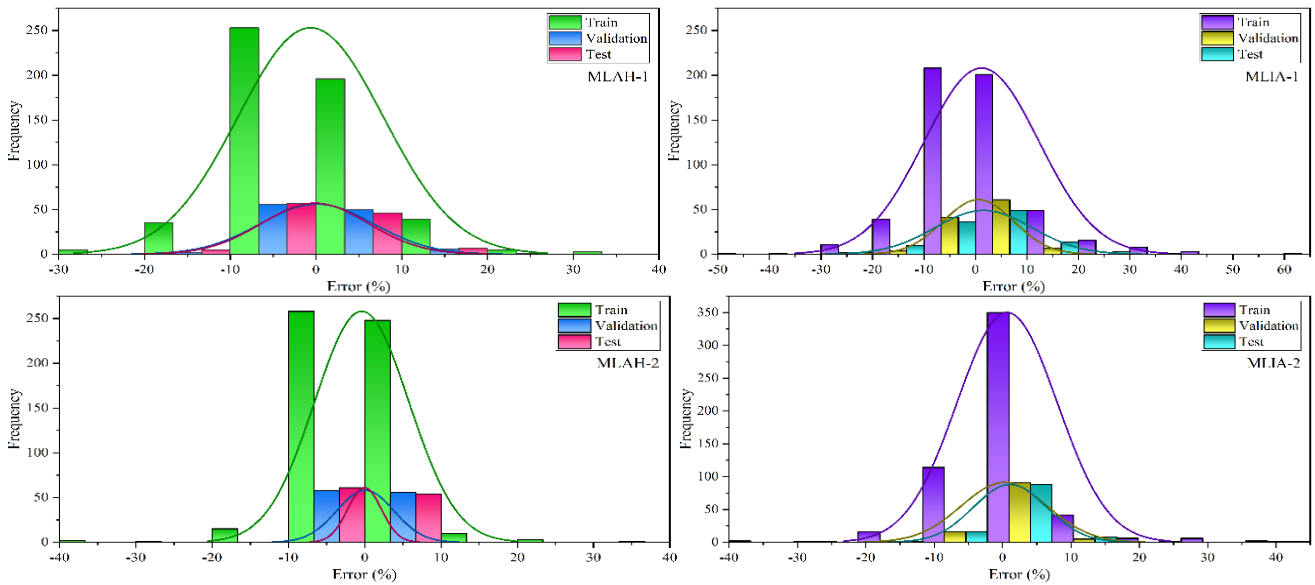 250
200
150
100
50
0
Frequency
Train
Validation
Test
MLAH-1
-30
-20
-10
0
10
20
30
40
Error (%)
250
200
150
100
50
0
Frequency
Train
Validation
Test
MLIA-1
-50
-40
-30
-20
-10
0
10
20
30
40
50
60
Error (%)
250
200
150
100
50
0
Frequency
Train
Validation
Test
MLAH-2
-40
-30
-20
-10
0
10
20
30
40
Error (%)
350
300
250
200
150
100
50
0
Frequency
Train
Validation
Test
MLIA-2
-40
-30
-20
-10
0
10
20
30
40
Error (%)